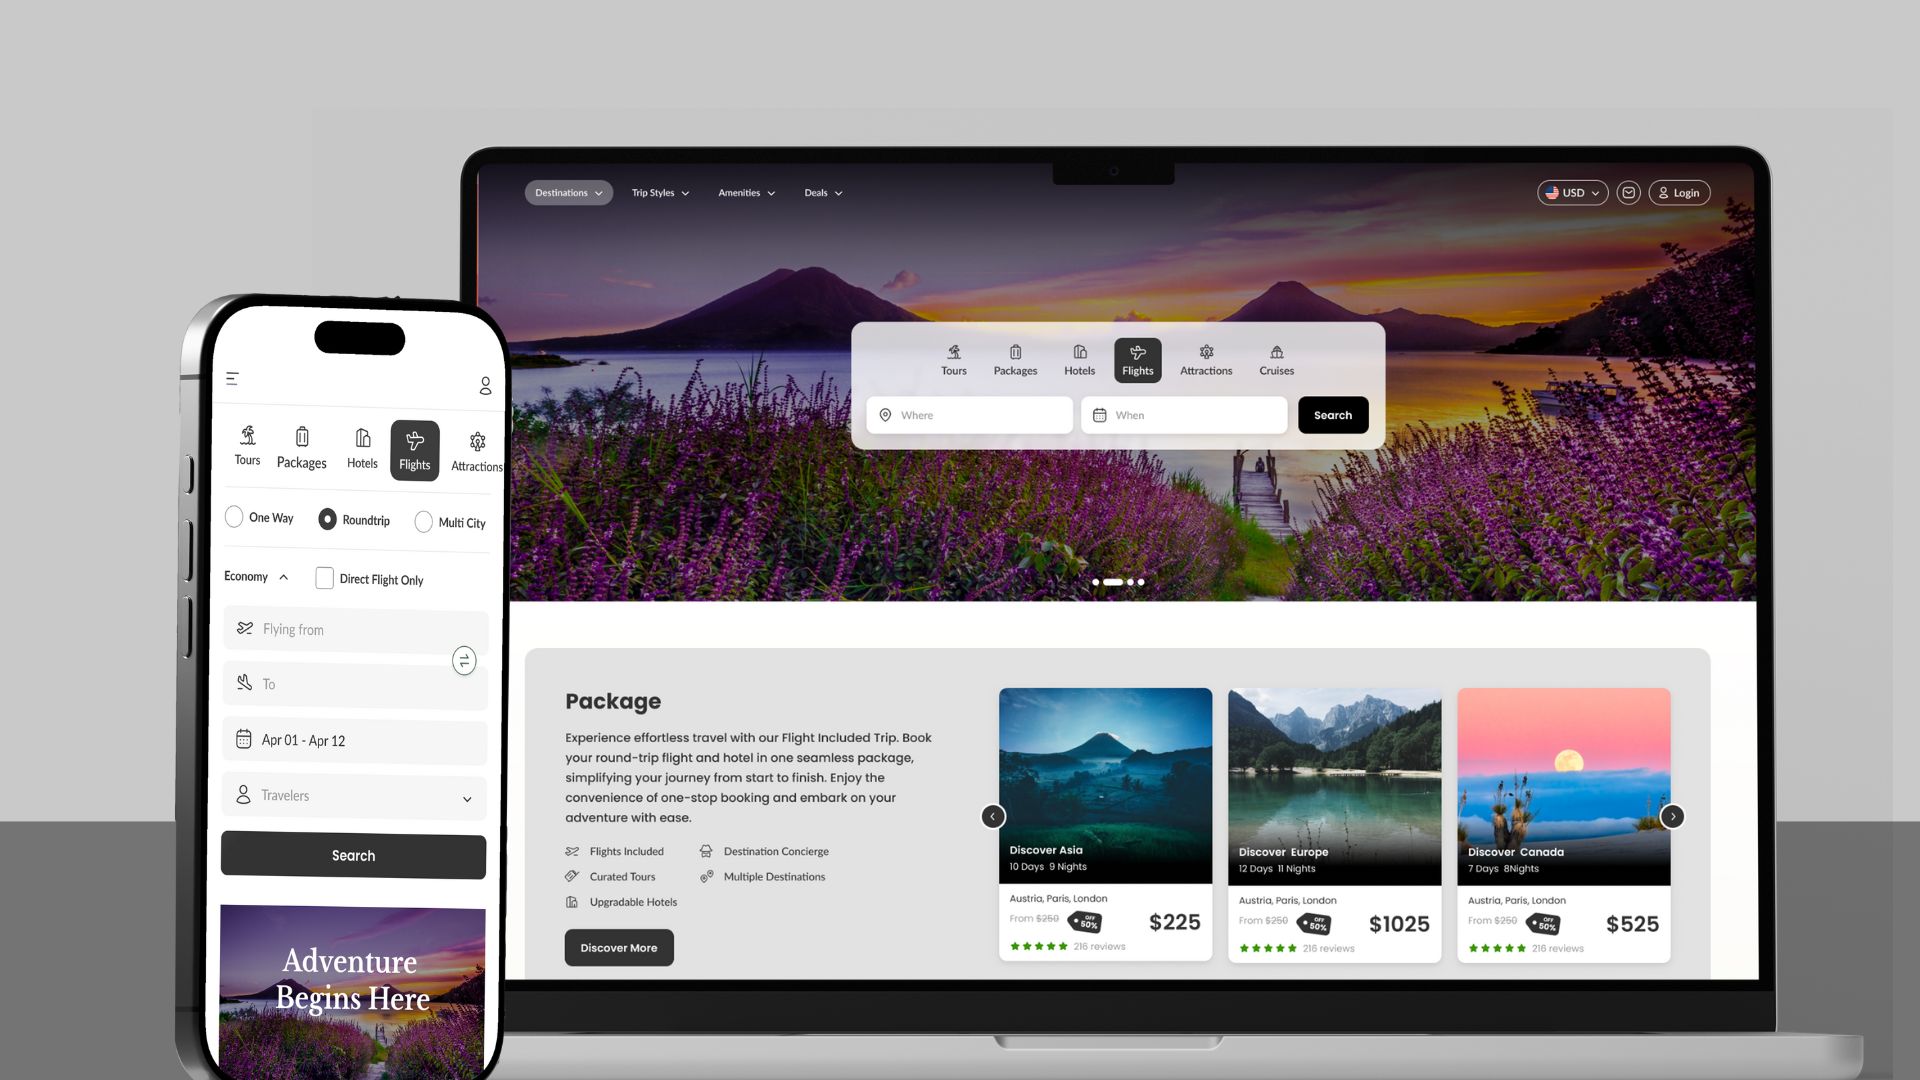 Destinations
Trip Styles
Amenities
Deals
USD
Login
Tours
Packages
Hotels
Flights
Attractions
Cruises
Where
When
Search
Package
Experience effortless travel with our Flight Included Trip. Book
your round-trip flight and hotel in one seamless package,
simplifying your journey from start to finish. Enjoy the
convenience of one-stop booking and embark on your
adventure with ease.
Flights Included
Destination Concierge
Curated Tours
Multiple Destinations
Upgradable Hotels
Discover More
Discover Asia
10 Days 9 Nights
Austria, Paris, London
From $250
OFF
50%
$225
216 reviews
Discover Europe
12 Days 11 Nights
Austria, Paris, London
From $250
OFF
50%
$1025
216 reviews
Discover Canada
7 Days 8Nights
Austria, Paris, London
From $250
OFF
50%
$525
216 reviews
Tours
Packages
Hotels
Flights
Attractions
One Way
Roundtrip
Multi City
Economy
Direct Flight Only
Flying from
To
Apr 01 - Apr 12
Travelers
Search
Adventure
Begins Here